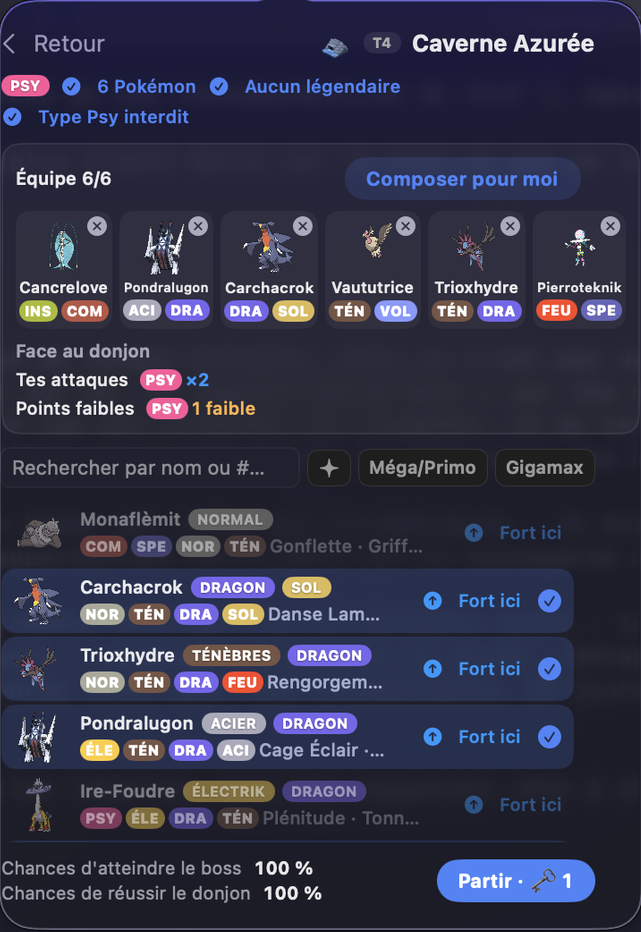 Retour T4 Caverne Azurée
PSY 6 Pokémon Aucun légendaire
Type Psy interdit
Équipe 6/6 Composer pour moi
Cancrelove Pondralugon Carchacrok Vaututrice Trioxhydre Pierroteknik
INS COM ACI DRA DRA SOL TÉN VOL TÉN DRA FEU SPE
Face au donjon
Tes attaques PSY ×2
Points faibles PSY 1 faible
Rechercher par nom ou #... Méga/Primo Gigamax
Monaflèmit NORMAL
COM SPE NOR TÉN Gonflette · Griff... Fort ici
Carchacrok DRAGON SOL
NOR TÉN DRA SOL Danse Lam... Fort ici
Trioxhydre TÉNÈBRES DRAGON
NOR TÉN DRA FEU Rengorgem... Fort ici
Pondralugon ACIER DRAGON
ÉLE TÉN DRA ACI Cage Éclair ·... Fort ici
Ire-Foudre ÉLECTRIK DRAGON
PSY ÉLE DRA TÉN Plénitude · Tonn... Fort ici
Chances d'atteindre le boss 100 %
Chances de réussir le donjon 100 %
Partir · 1